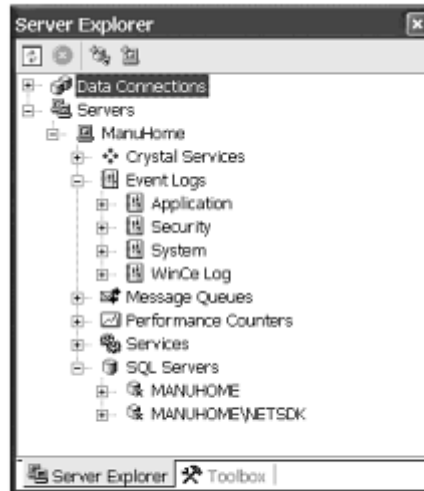 Server Explorer
Data Connections
Servers
ManuHome
Crystal Services
Event Logs
Application
Security
System
WinCe Log
Message Queues
Performance Counters
Services
SQL Servers
MANUHOME
MANUHOME\NETSDK
Server Explorer Toolbox